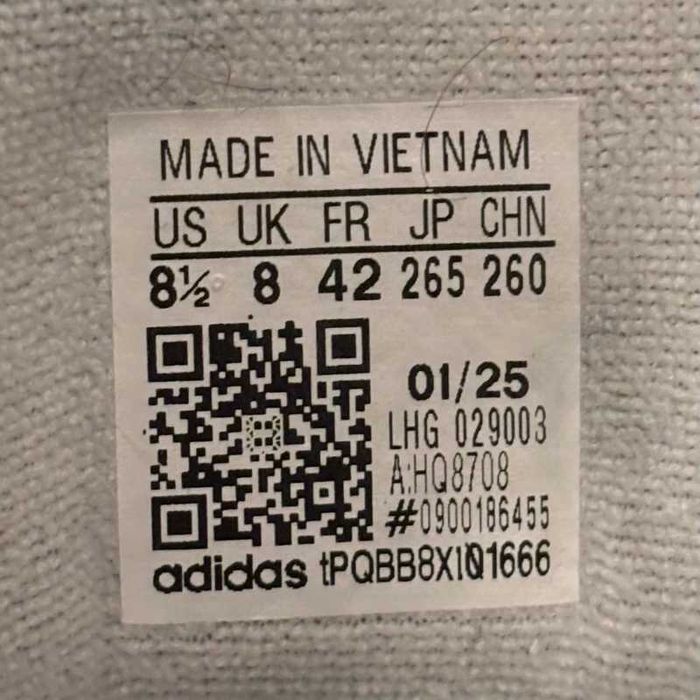 MADE IN VIETNAM
US UK FR JP CHN
8½ 8 42 265 260
01/25
LHG 029003
A:HQ8708
#0900186455
adidas